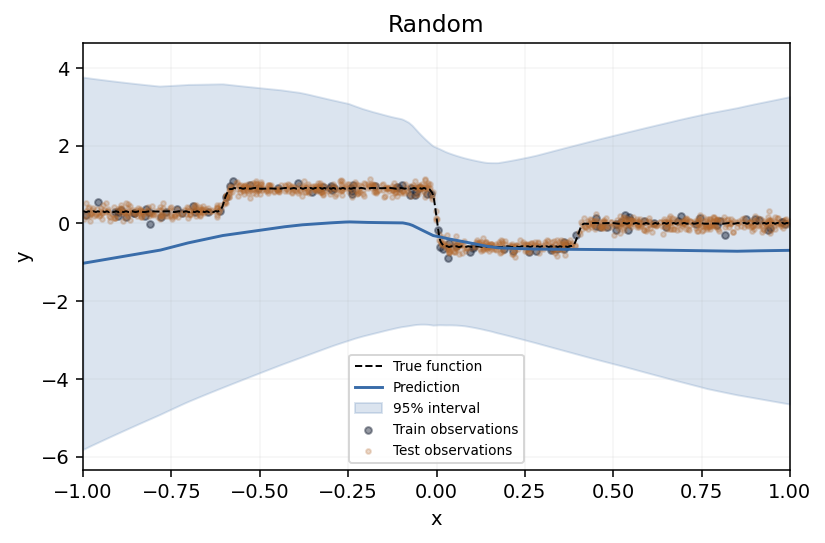 Random
4
2
0
−2
−4
−6
y
True function
Prediction
95% interval
Train observations
Test observations
−1.00 −0.75 −0.50 −0.25 0.00 0.25 0.50 0.75 1.00
x